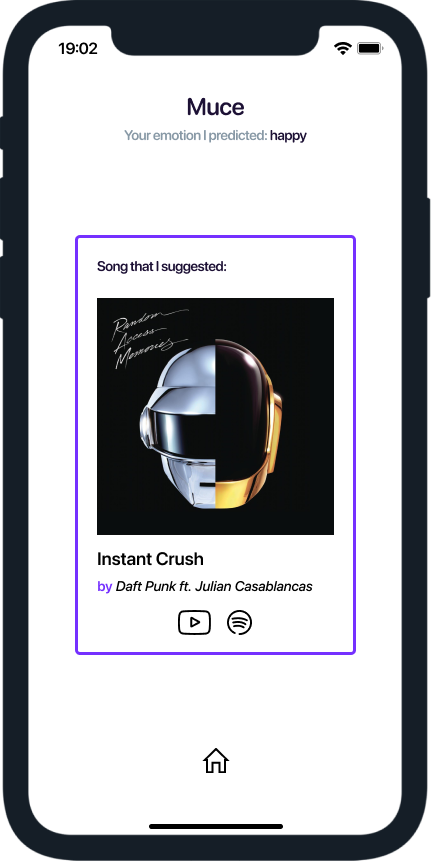 19:02
Muce
Your emotion I predicted: happy
Song that I suggested:
Random
Access
Memories
Instant Crush
by Daft Punk ft. Julian Casablancas